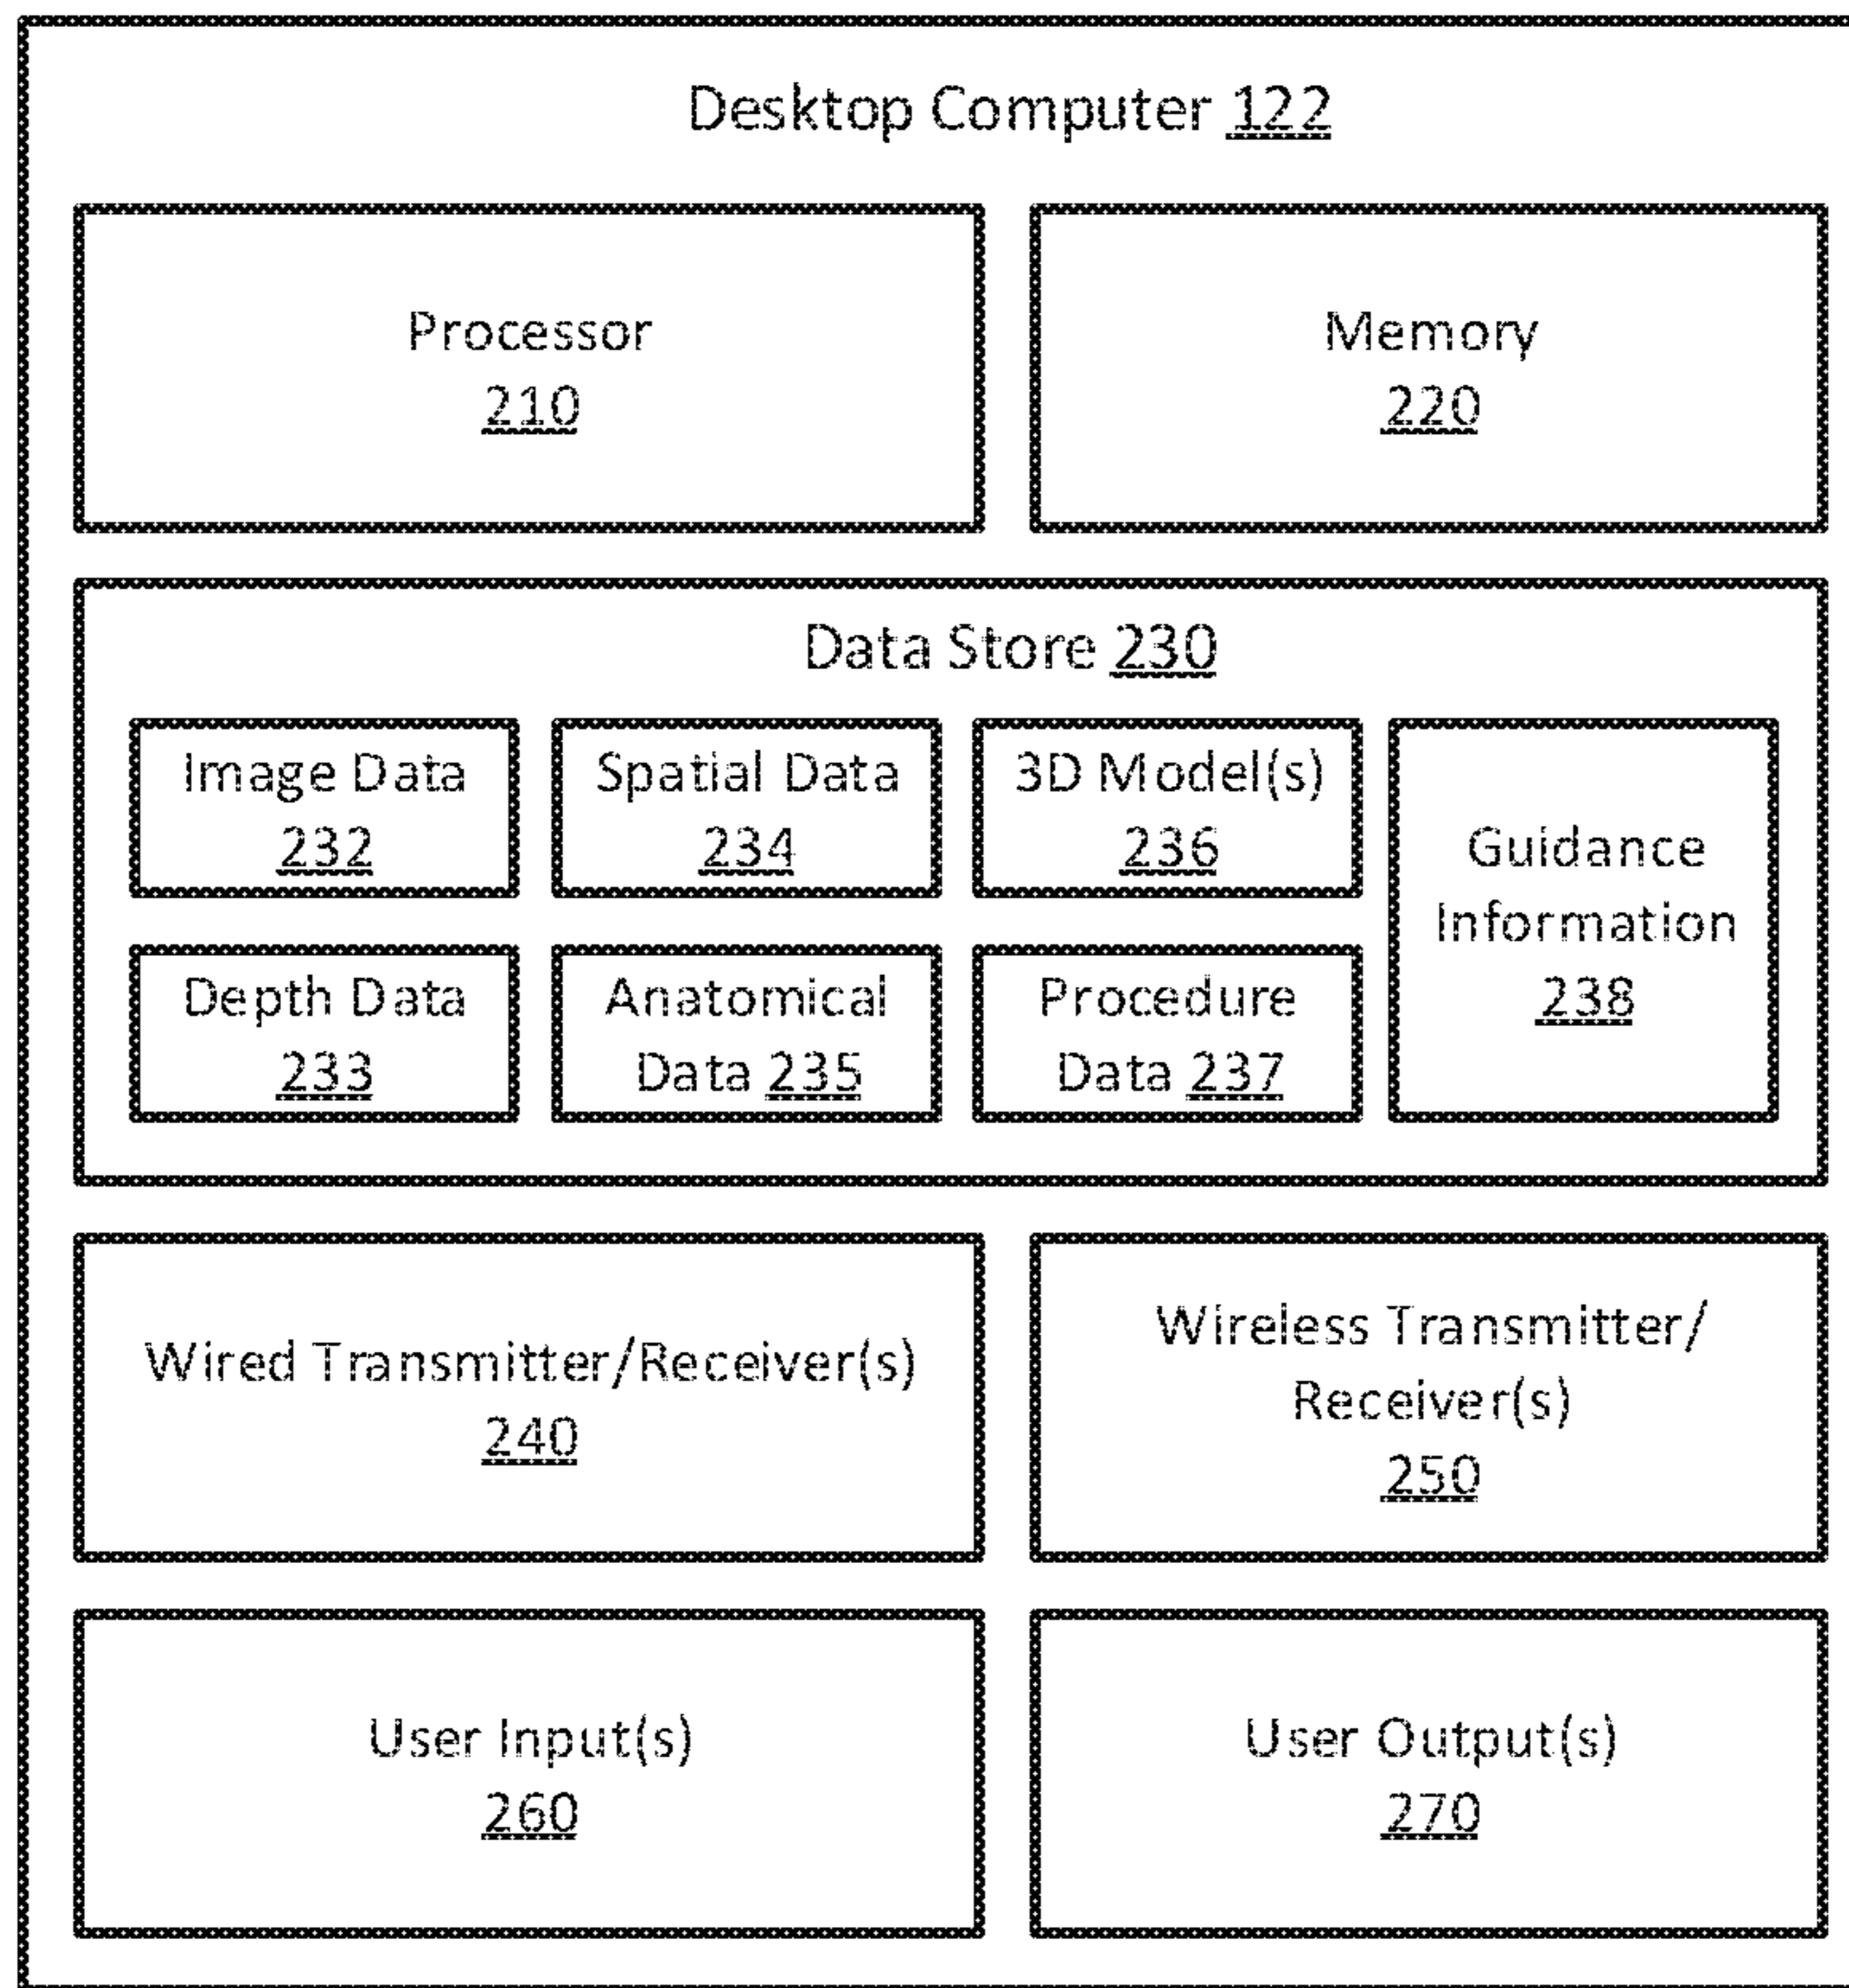 Desktop Computer 122
Processor
210
Memory
220
Data Store 230
Image Data
232
Spatial Data
234
3D Model(s)
236
Guidance
Information
238
Depth Data
233
Anatomical
Data 235
Procedure
Data 237
Wired Transmitter/Receiver(s)
240
Wireless Transmitter/
Receiver(s)
250
User Input(s)
260
User Output(s)
270